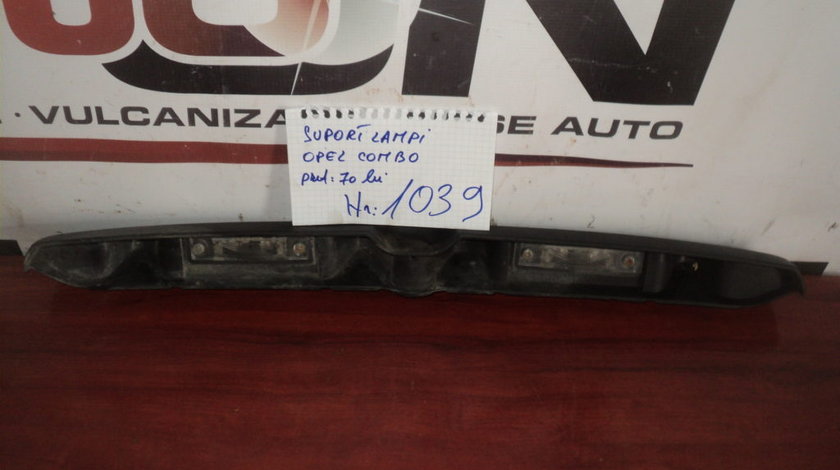 · VULCANIZA SE AUTO
SUPORT LAMPI
OPEL COMBO
pret: 70 lei
Nr: 1039